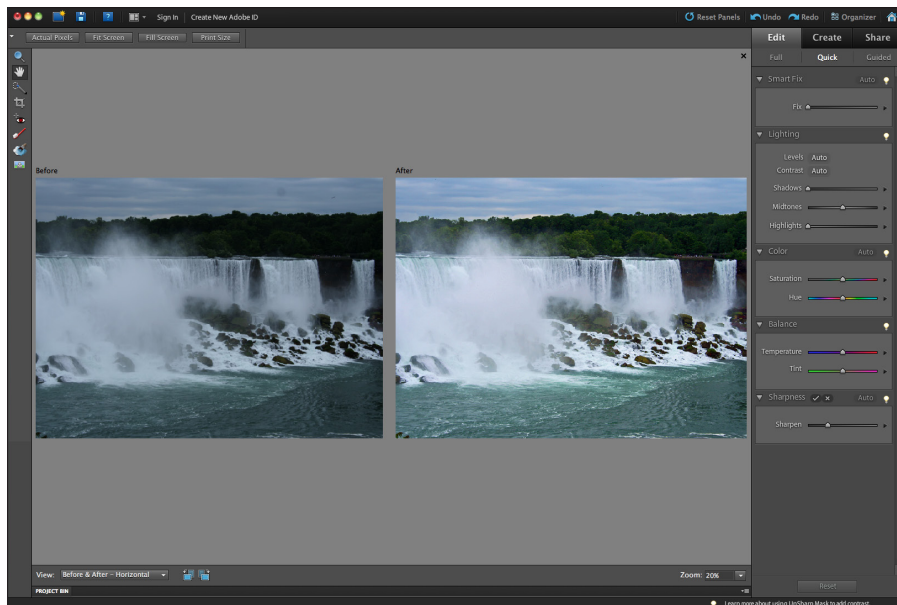 Sign In | Create New Adobe ID Reset Panels Undo Redo Organizer
Actual Pixels Fit Screen Fill Screen Print Size
Edit Create Share
Full Quick Guided
Smart Fix Auto
Fix
Lighting
Levels Auto
Contrast Auto
Shadows
Midtones
Highlights
Color Auto
Saturation
Hue
Balance
Temperature
Tint
Sharpness Auto
Sharpen
Before After
View: Before & After - Horizontal Zoom: 20%
Reset
PROJECT BIN
Learn more about using UnSharp Mask to add contrast.